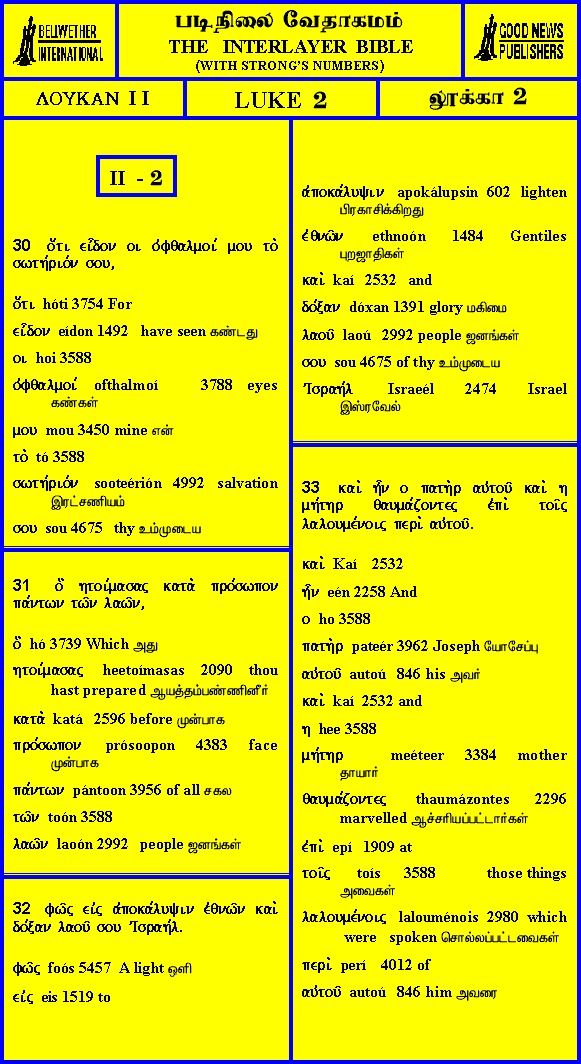 BELLWETHER
INTERNATIONAL
படிநிலை வேதாகமம்
THE INTERLAYER BIBLE
(WITH STRONG'S NUMBERS)
GOOD NEWS
PUBLISHERS
ΛΟΥΚΑΝ II
LUKE 2
லூக்கா 2
II - 2
30 ὅτι εἶδον οι ὀφθαλμοί μου τὸ
σωτήριόν σου,
ὅτι hóti 3754 For
εἶδον eídon 1492 have seen கண்டது
οι hoi 3588
ὀφθαλμοί ofthalmoí 3788 eyes
கண்கள்
μου mou 3450 mine என்
τὸ tó 3588
σωτήριόν sooteérión 4992 salvation
இரட்சணியம்
σου sou 4675 thy உம்முடைய
31 ὃ ητοίμασας κατὰ πρόσωπον
πάντων τῶν λαῶν,
ὃ hó 3739 Which அது
ητοίμασας heetoímasas 2090 thou
hast prepared ஆயத்தம்பண்ணினீர்
κατὰ katá 2596 before முன்பாக
πρόσωπον prósoopon 4383 face
முன்பாக
πάντων pántoon 3956 of all சகல
τῶν toón 3588
λαῶν laoón 2992 people ஜனங்கள்
32 φῶς εἰς ἀποκάλυψιν ἐθνῶν καὶ
δόξαν λαοῦ σου Ἰσραήλ.
φῶς foós 5457 A light ஒளி
εἰς eis 1519 to
ἀποκάλυψιν apokálupsin 602 lighten
பிரகாசிக்கிறது
ἐθνῶν ethnoón 1484 Gentiles
புறஜாதிகள்
καὶ kaí 2532 and
δόξαν dóxan 1391 glory மகிமை
λαοῦ laoú 2992 people ஜனங்கள்
σου sou 4675 of thy உம்முடைய
Ἰσραήλ Israeél 2474 Israel
இஸ்ரவேல்
33 καὶ ἦν ο πατὴρ αὐτοῦ καὶ η
μήτηρ θαυμάζοντες ἐπὶ τοῖς
λαλουμένοις περὶ αὐτοῦ.
καὶ Kaí 2532
ἦν eén 2258 And
ο ho 3588
πατὴρ pateér 3962 Joseph யோசேப்பு
αὐτοῦ autoú 846 his அவர்
καὶ kaí 2532 and
η hee 3588
μήτηρ meéteer 3384 mother
தாயார்
θαυμάζοντες thaumázontes 2296
marvelled ஆச்சரியப்பட்டார்கள்
ἐπὶ epí 1909 at
τοῖς toís 3588 those things
அவைகள்
λαλουμένοις lalouménois 2980 which
were spoken சொல்லப்பட்டவைகள்
περὶ perí 4012 of
αὐτοῦ autoú 846 him அவரை